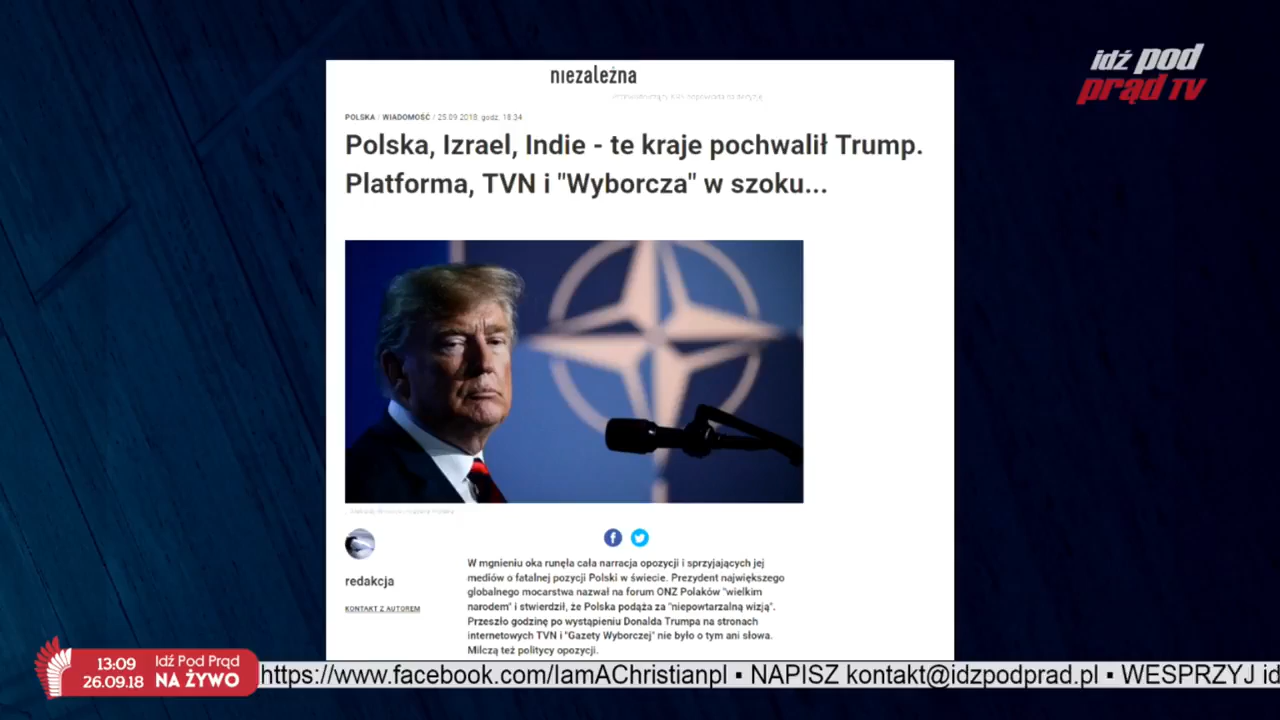 idź pod
prąd TV
niezależna
POLSKA / WIADOMOŚĆ / 25.09.2018, godz. 18:34
Polska, Izrael, Indie - te kraje pochwalił Trump.
Platforma, TVN i "Wyborcza" w szoku...
redakcja
KONTAKT Z AUTOREM
W mgnieniu oka runęła cała narracja opozycji i sprzyjających jej
mediów o fatalnej pozycji Polski w świecie. Prezydent największego
globalnego mocarstwa nazwał na forum ONZ Polaków "wielkim
narodem" i stwierdził, że Polska podąża za "niepowtarzalną wizją".
Przeszło godzinę po wystąpieniu Donalda Trumpa na stronach
internetowych TVN i "Gazety Wyborczej" nie było o tym ani słowa.
Milczą też politycy opozycji.
13:09
26.09.18
Idź Pod Prąd
NA ŻYWO
https://www.facebook.com/IamAChristianpl ▪ NAPISZ kontakt@idzpodprad.pl ▪ WESPRZYJ id